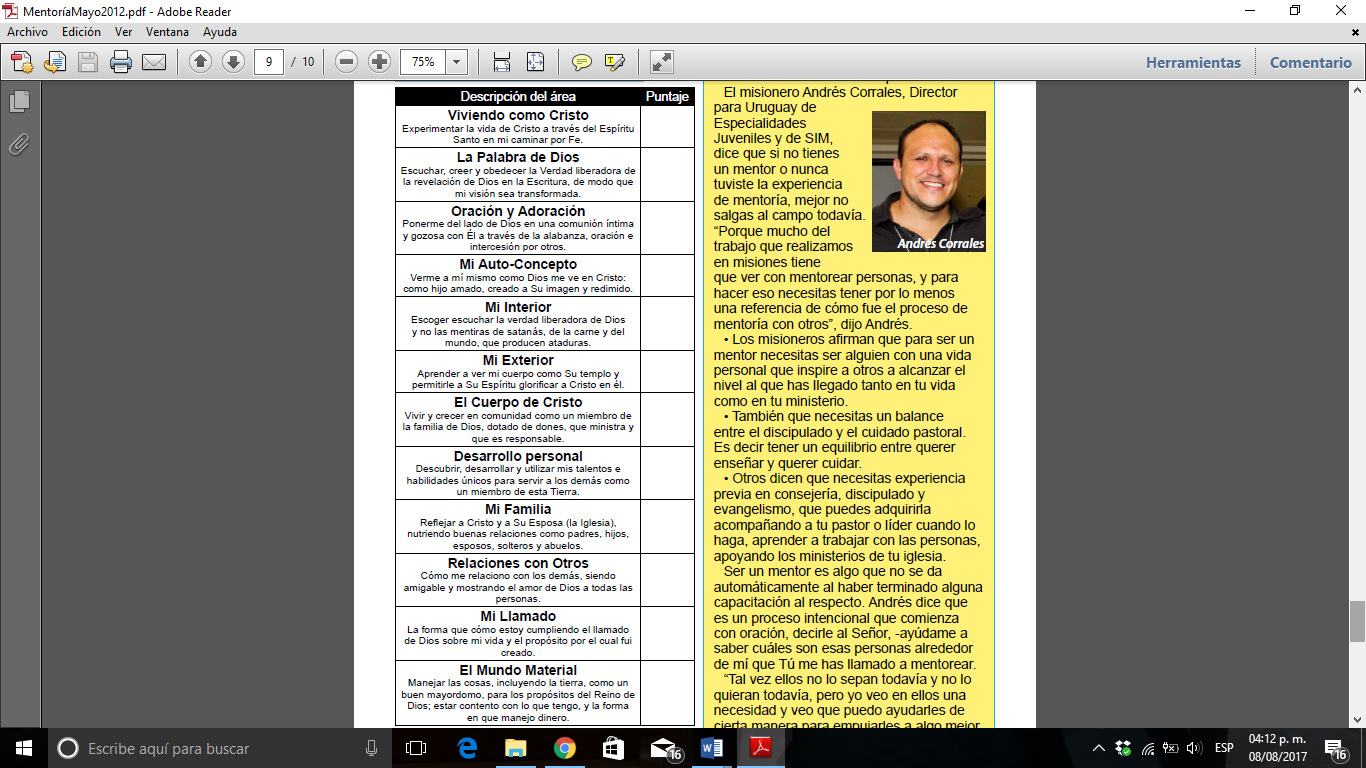 MentoríaMayo2012.pdf - Adobe Reader
Archivo Edición Ver Ventana Ayuda
9 / 10 75% Herramientas Comentario
Descripción del área Puntaje
Viviendo como Cristo
Experimentar la vida de Cristo a través del Espíritu
Santo en mi caminar por Fe.
La Palabra de Dios
Escuchar, creer y obedecer la Verdad liberadora de
la revelación de Dios en la Escritura, de modo que
mi visión sea transformada.
Oración y Adoración
Ponerme del lado de Dios en una comunión íntima
y gozosa con Él a través de la alabanza, oración e
intercesión por otros.
Mi Auto-Concepto
Verme a mí mismo como Dios me ve en Cristo:
como hijo amado, creado a Su imagen y redimido.
Mi Interior
Escoger escuchar la verdad liberadora de Dios
y no las mentiras de satanás, de la carne y del
mundo, que producen ataduras.
Mi Exterior
Aprender a ver mi cuerpo como Su templo y
permitirle a Su Espíritu glorificar a Cristo en él.
El Cuerpo de Cristo
Vivir y crecer en comunidad como un miembro de
la familia de Dios, dotado de dones, que ministra y
que es responsable.
Desarrollo personal
Descubrir, desarrollar y utilizar mis talentos e
habilidades únicos para servir a los demás como
un miembro de esta Tierra.
Mi Familia
Reflejar a Cristo y a Su Esposa (la Iglesia),
nutriendo buenas relaciones como padres, hijos,
esposos, solteros y abuelos.
Relaciones con Otros
Cómo me relaciono con los demás, siendo
amigable y mostrando el amor de Dios a todas las
personas.
Mi Llamado
La forma que cómo estoy cumpliendo el llamado
de Dios sobre mi vida y el propósito por el cual fui
creado.
El Mundo Material
Manejar las cosas, incluyendo la tierra, como un
buen mayordomo, para los propósitos del Reino de
Dios; estar contento con lo que tengo, y la forma
en que manejo dinero.
El misionero Andrés Corrales, Director
para Uruguay de
Especialidades
Juveniles y de SIM,
dice que si no tienes
un mentor o nunca
tuviste la experiencia
de mentoría, mejor no
salgas al campo todavía.
“Porque mucho del
trabajo que realizamos
en misiones tiene
que ver con mentorear personas, y para
hacer eso necesitas tener por lo menos
una referencia de cómo fue el proceso de
mentoría con otros”, dijo Andrés.
• Los misioneros afirman que para ser un
mentor necesitas ser alguien con una vida
personal que inspire a otros a alcanzar el
nivel al que has llegado tanto en tu vida
como en tu ministerio.
• También que necesitas un balance
entre el discipulado y el cuidado pastoral.
Es decir tener un equilibrio entre querer
enseñar y querer cuidar.
• Otros dicen que necesitas experiencia
previa en consejería, discipulado y
evangelismo, que puedes adquirirla
acompañando a tu pastor o líder cuando lo
haga, aprender a trabajar con las personas,
apoyando los ministerios de tu iglesia.
Ser un mentor es algo que no se da
automáticamente al haber terminado alguna
capacitación al respecto. Andrés dice que
es un proceso intencional que comienza
con oración, decirle al Señor, -ayúdame a
saber cuáles son esas personas alrededor
de mí que Tú me has llamado a mentorear.
“Tal vez ellos no lo sepan todavía y no lo
quieran todavía, pero yo veo en ellos una
necesidad y veo que puedo ayudarles de
cierta manera para empujarles a algo mejor
Andrés Corrales
Escribe aquí para buscar
16
ESP
04:12 p. m.
08/08/2017
16